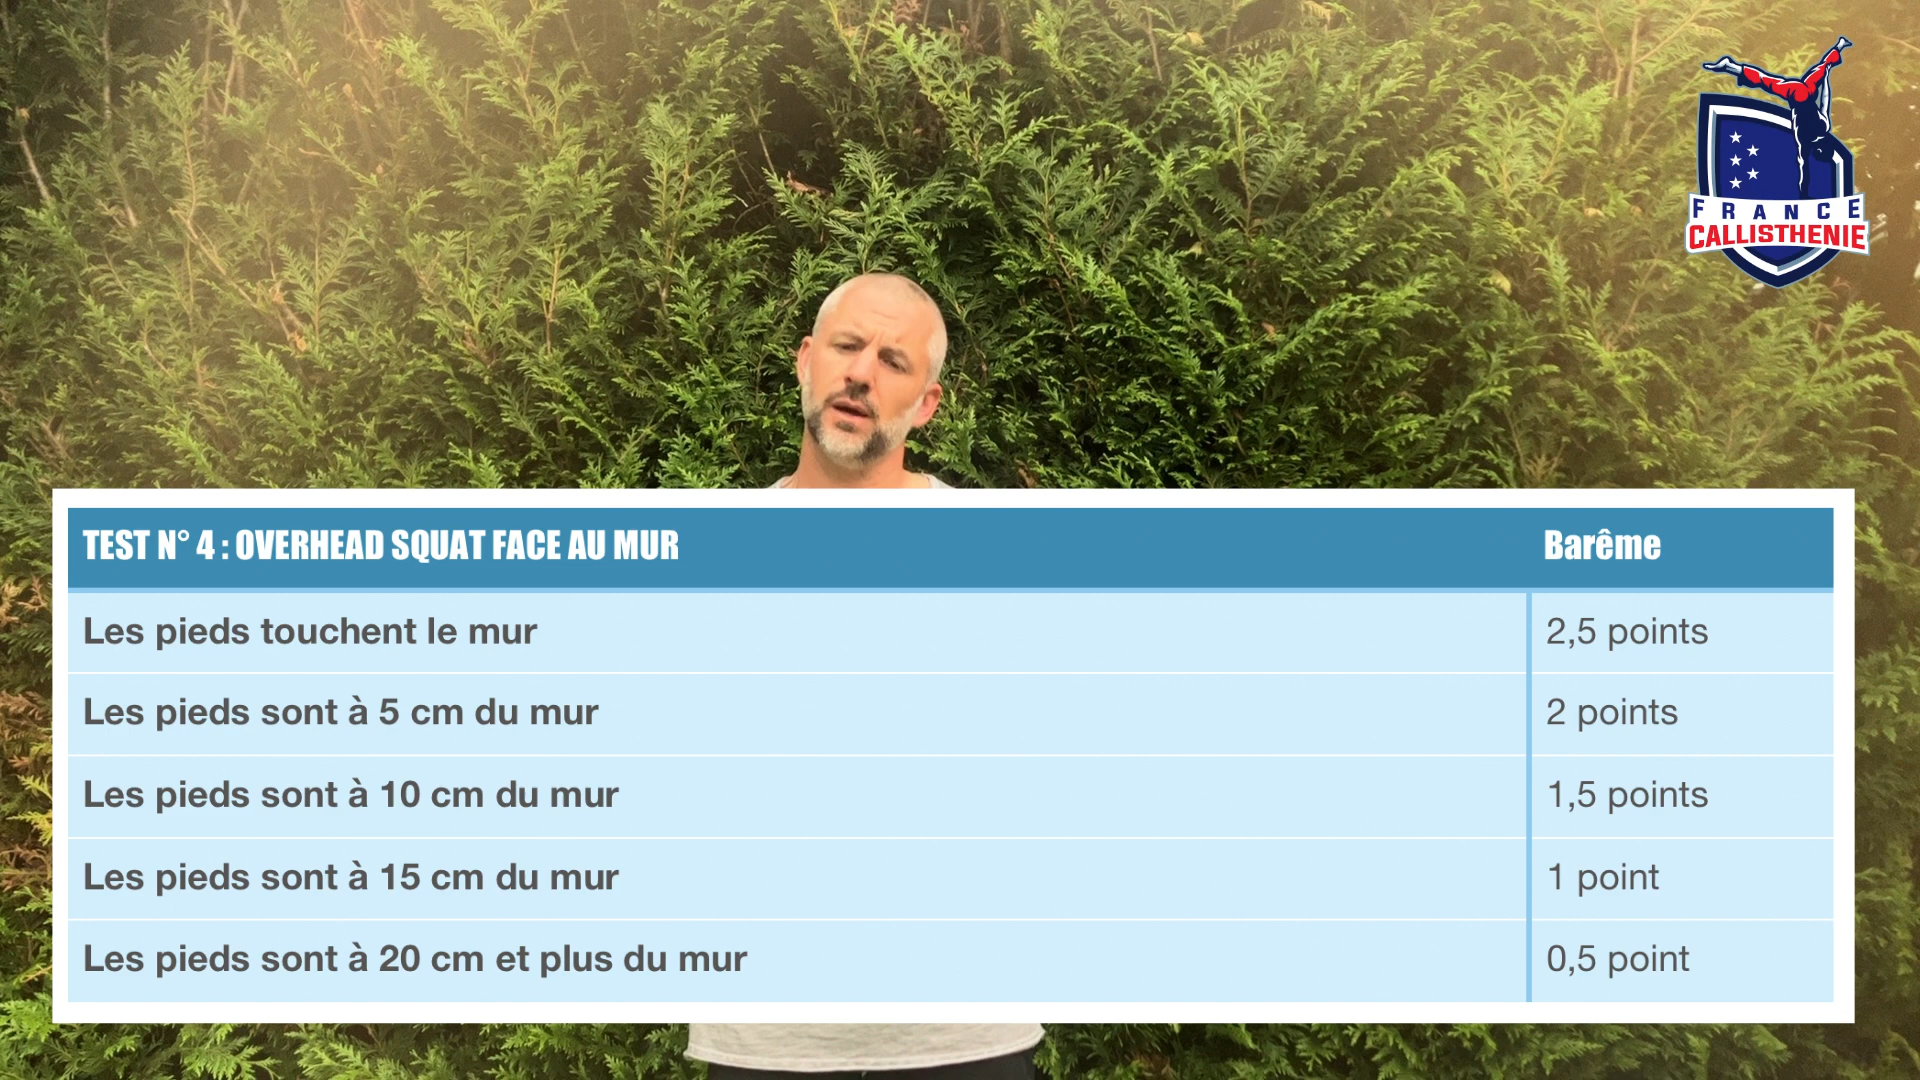 FRANCE
CALLISTHENIE
TEST N° 4 : OVERHEAD SQUAT FACE AU MUR Barême
Les pieds touchent le mur 2,5 points
Les pieds sont à 5 cm du mur 2 points
Les pieds sont à 10 cm du mur 1,5 points
Les pieds sont à 15 cm du mur 1 point
Les pieds sont à 20 cm et plus du mur 0,5 point